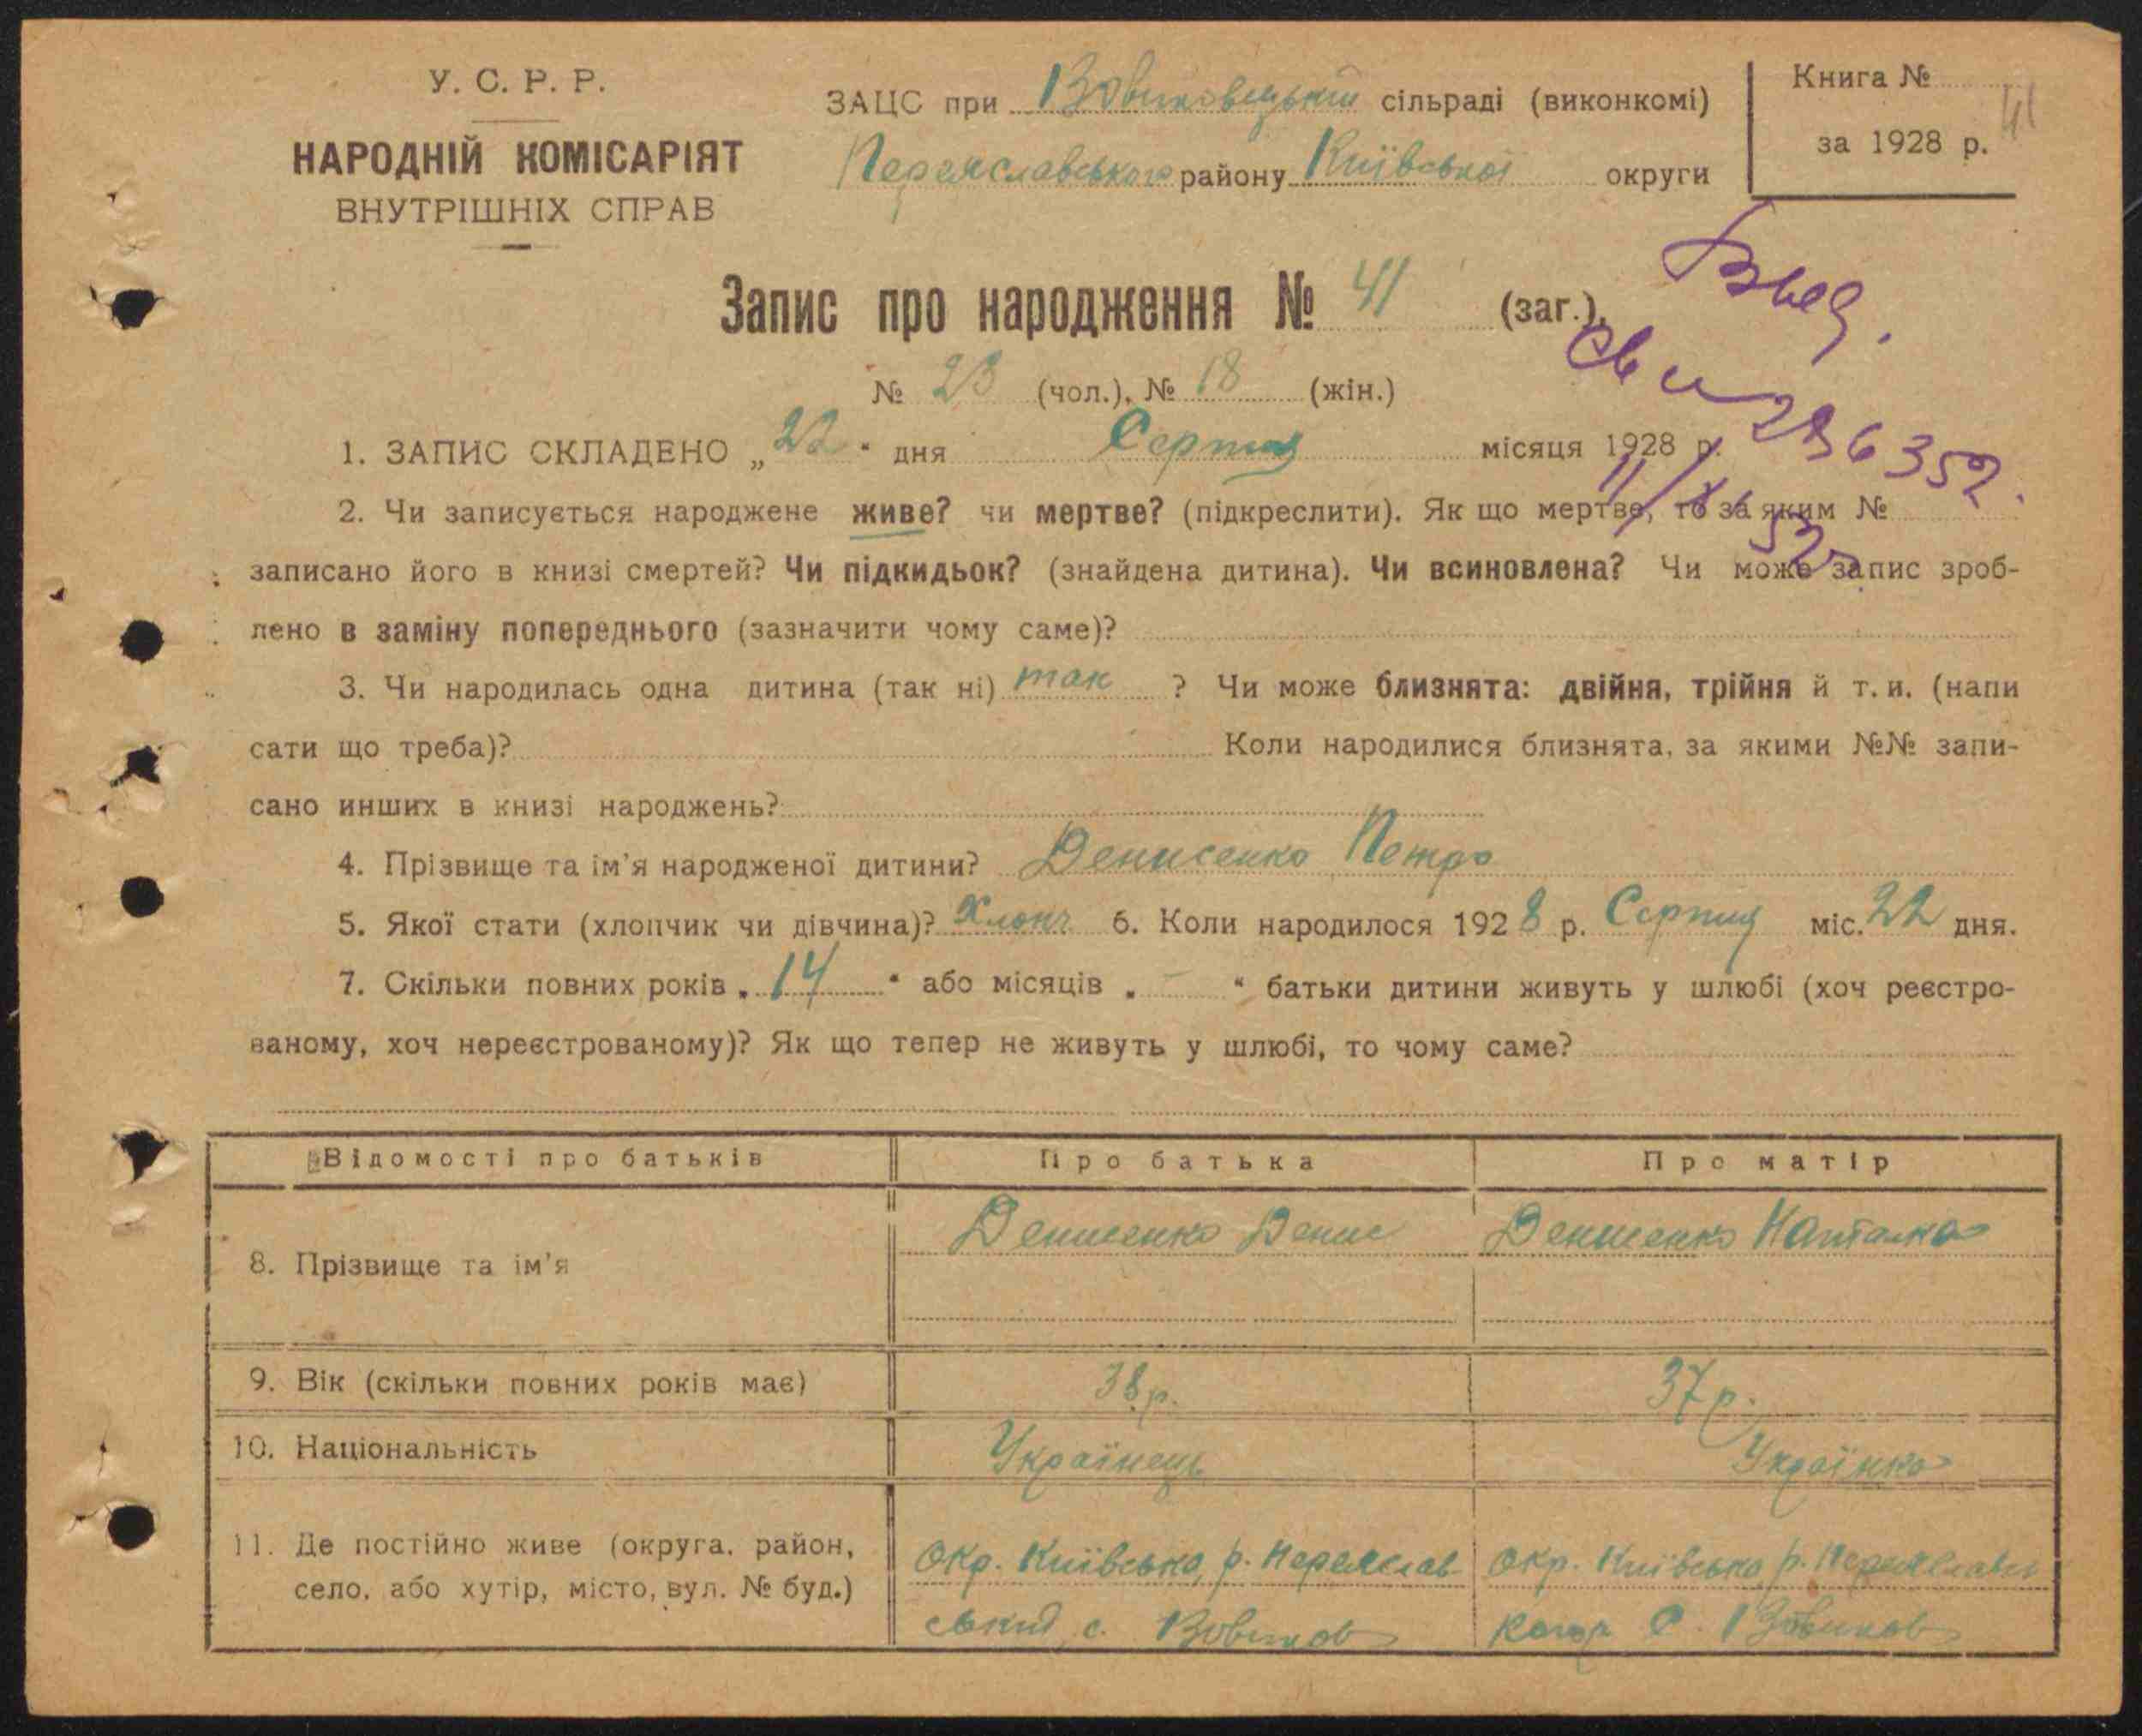 У. С. Р. Р.
НАРОДНІЙ КОМІСАРІЯТ
ВНУТРІШНІХ СПРАВ
ЗАЦС при сільраді (виконкомі)
Переяславського району Київської округи
Книга №
за 1928 р.
41
Запис про народження № 41 (заг.),
№ 23 (чол.), № 18 (жін.)
1. ЗАПИС СКЛАДЕНО „22" дня Серпня місяця 1928 р.
296352.
2. Чи записується народжене живе? чи мертве? (підкреслити). Як що мертве, то за яким №
записано його в книзі смертей? Чи підкидьок? (знайдена дитина). Чи всиновлена? Чи може запис зроб-
лено в заміну попереднього (зазначити чому саме)?
3. Чи народилась одна дитина (так ні) так ? Чи може близнята: двійня, трійня й т. и. (напи
сати що треба)? Коли народилися близнята, за якими №№ запи-
сано инших в книзі народжень?
4. Прізвище та ім'я народженої дитини? Денисенко Петро
5. Якої стати (хлопчик чи дівчина)? Хлопч 6. Коли народилося 1928 р. Серпня міс. 22 дня.
7. Скільки повних років „ 14 " або місяців „ - " батьки дитини живуть у шлюбі (хоч реєстро-
ваному, хоч нереєстрованому)? Як що тепер не живуть у шлюбі, то чому саме?
Відомості про батьків Про батька Про матір
8. Прізвище та ім'я Денисенко Денис Денисенко Наталка
9. Вік (скільки повних років має) 38 р. 37 р.
10. Національність Українець Українка
11. Де постійно живе (округа, район, село, або хутір, місто, вул. № буд.)
окр. Київська, р. Переяслав-
ський, с.
окр. Київська р. Переяславсь
с.